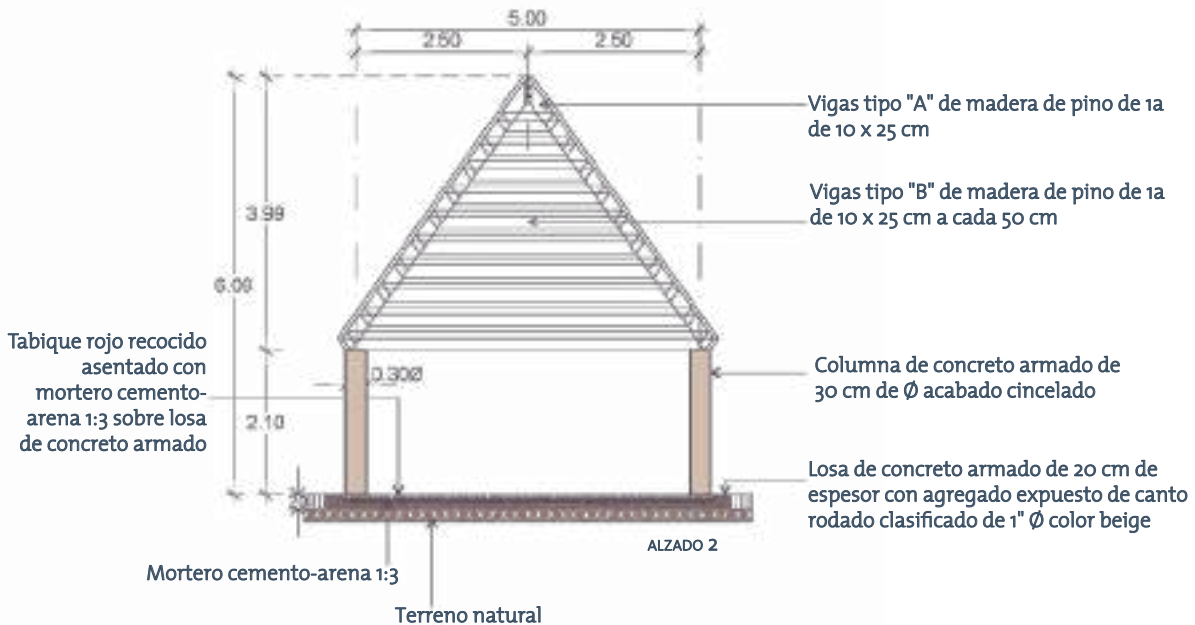 5.00
2.50 2.50
Vigas tipo "A" de madera de pino de 1a
de 10 x 25 cm
Vigas tipo "B" de madera de pino de 1a
de 10 x 25 cm a cada 50 cm
3.99
6.09
Tabique rojo recocido
asentado con
mortero cemento-
arena 1:3 sobre losa
de concreto armado
0.30Ø
2.10
Columna de concreto armado de
30 cm de Ø acabado cincelado
Losa de concreto armado de 20 cm de
espesor con agregado expuesto de canto
rodado clasificado de 1" Ø color beige
ALZADO 2
Mortero cemento-arena 1:3
Terreno natural